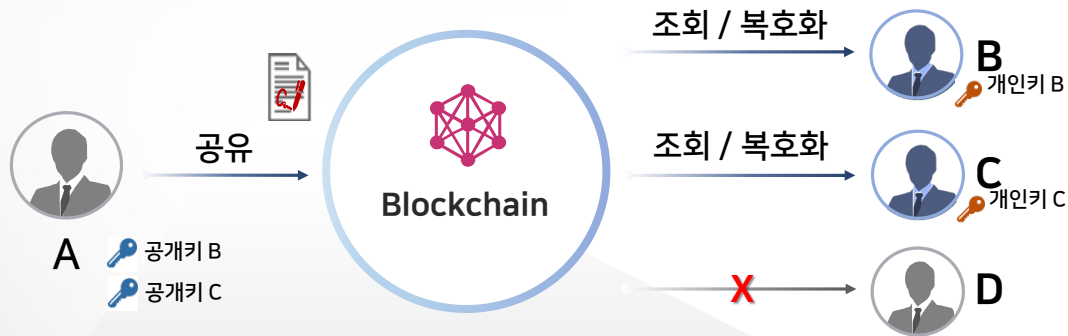 조회 / 복호화
B
개인키 B
공유
조회 / 복호화
C
개인키 C
Blockchain
A
공개키 B
공개키 C
X
D